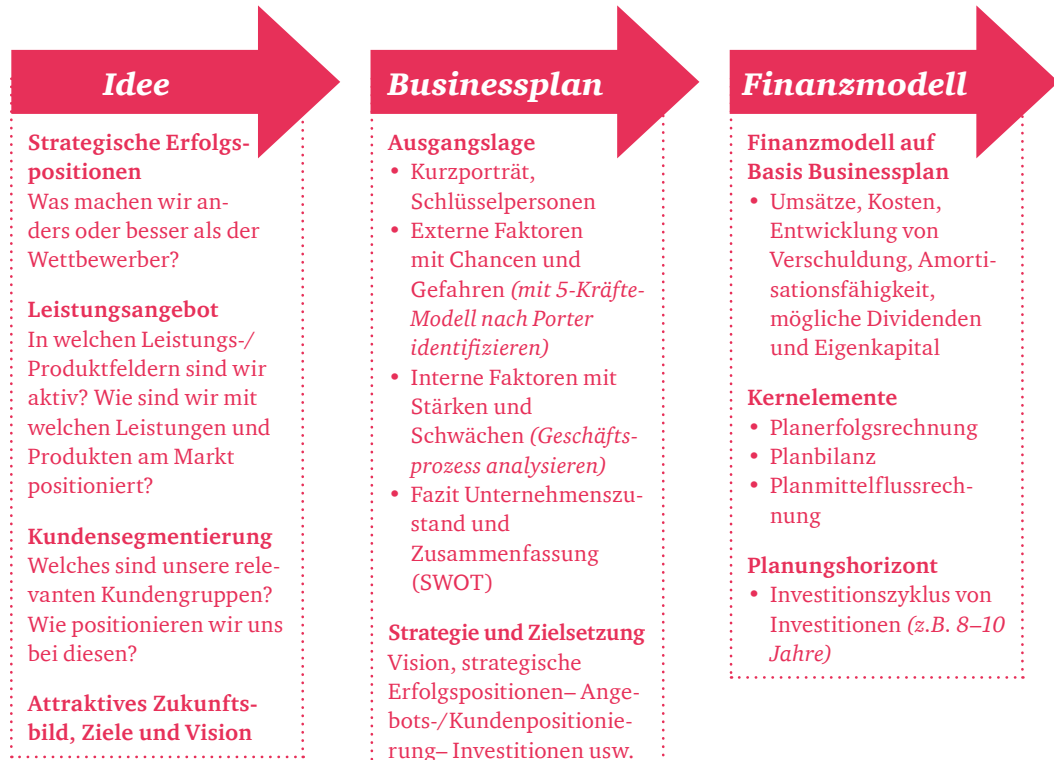 Idee
Strategische Erfolgs-
positionen
Was machen wir an-
ders oder besser als der
Wettbewerber?
Leistungsangebot
In welchen Leistungs-/
Produktfeldern sind wir
aktiv? Wie sind wir mit
welchen Leistungen und
Produkten am Markt
positioniert?
Kundensegmentierung
Welches sind unsere rele-
vanten Kundengruppen?
Wie positionieren wir uns
bei diesen?
Attraktives Zukunfts-
bild, Ziele und Vision
Businessplan
Ausgangslage
• Kurzporträt,
Schlüsselpersonen
• Externe Faktoren
mit Chancen und
Gefahren (mit 5-Kräfte-
Modell nach Porter
identifizieren)
• Interne Faktoren mit
Stärken und
Schwächen (Geschäfts-
prozess analysieren)
• Fazit Unternehmenszu-
stand und
Zusammenfassung
(SWOT)
Strategie und Zielsetzung
Vision, strategische
Erfolgspositionen– Ange-
bots-/Kundenpositionie-
rung– Investitionen usw.
Finanzmodell
Finanzmodell auf
Basis Businessplan
• Umsätze, Kosten,
Entwicklung von
Verschuldung, Amorti-
sationsfähigkeit,
mögliche Dividenden
und Eigenkapital
Kernelemente
• Planerfolgsrechnung
• Planbilanz
• Planmittelflussrech-
nung
Planungshorizont
• Investitionszyklus von
Investitionen (z.B. 8–10
Jahre)